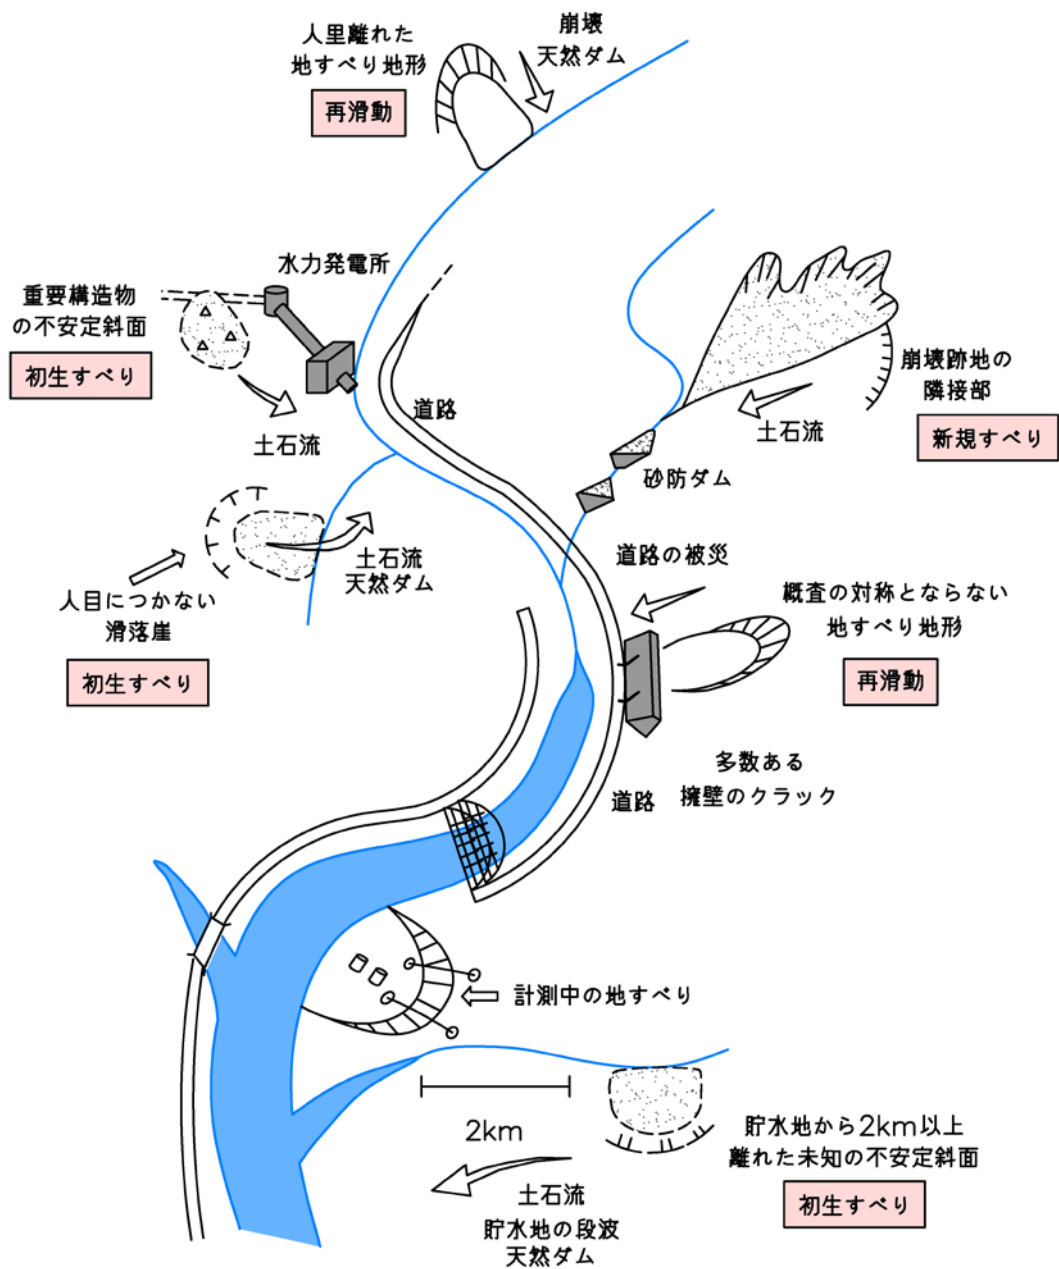 人里離れた
地すべり地形
再滑動
崩壊
天然ダム
水力発電所
重要構造物
の不安定斜面
初生すべり
土石流
道路
崩壊跡地の
隣接部
新規すべり
土石流
砂防ダム
人目につかない
滑落崖
初生すべり
土石流
天然ダム
道路の被災
概査の対称とならない
地すべり地形
再滑動
多数ある
擁壁のクラック
道路
計測中の地すべり
2km
土石流
貯水地の段波
天然ダム
貯水地から2km以上
離れた未知の不安定斜面
初生すべり